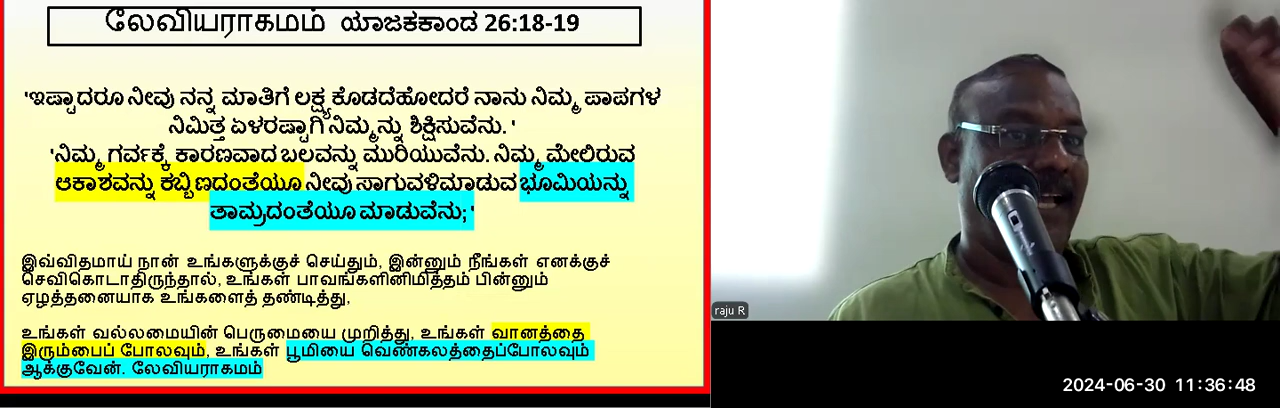 லேவியராகமம் ಯಾಜಕಕಾಂಡ 26:18-19
'ಇಷ್ಟಾದರೂ ನೀವು ನನ್ನ ಮಾತಿಗೆ ಲಕ್ಷ್ಯಕೊಡದೆಹೋದರೆ ನಾನು ನಿಮ್ಮ ಪಾಪಗಳ
ನಿಮಿತ್ತ ಏಳರಷ್ಟಾಗಿ ನಿಮ್ಮನ್ನು ಶಿಕ್ಷಿಸುವೆನು. '
'ನಿಮ್ಮ ಗರ್ವಕ್ಕೆ ಕಾರಣವಾದ ಬಲವನ್ನು ಮುರಿಯುವೆನು. ನಿಮ್ಮ ಮೇಲಿರುವ
ಆಕಾಶವನ್ನು ಕಬ್ಬಿಣದಂತೆಯೂ ನೀವು ಸಾಗುವಳಿಮಾಡುವ ಭೂಮಿಯನ್ನು
ತಾಮ್ರದಂತೆಯೂ ಮಾಡುವೆನು; '
இவ்விதமாய் நான் உங்களுக்குச் செய்தும், இன்னும் நீங்கள் எனக்குச்
செவிகொடாதிருந்தால், உங்கள் பாவங்களினிமித்தம் பின்னும்
ஏழத்தனையாக உங்களைத் தண்டித்து,
உங்கள் வல்லமையின் பெருமையை முறித்து, உங்கள் வானத்தை
இரும்பைப் போலவும், உங்கள் பூமியை வெண்கலத்தைப்போலவும்
ஆக்குவேன். லேவியராகமம்
raju R
2024-06-30 11:36:48